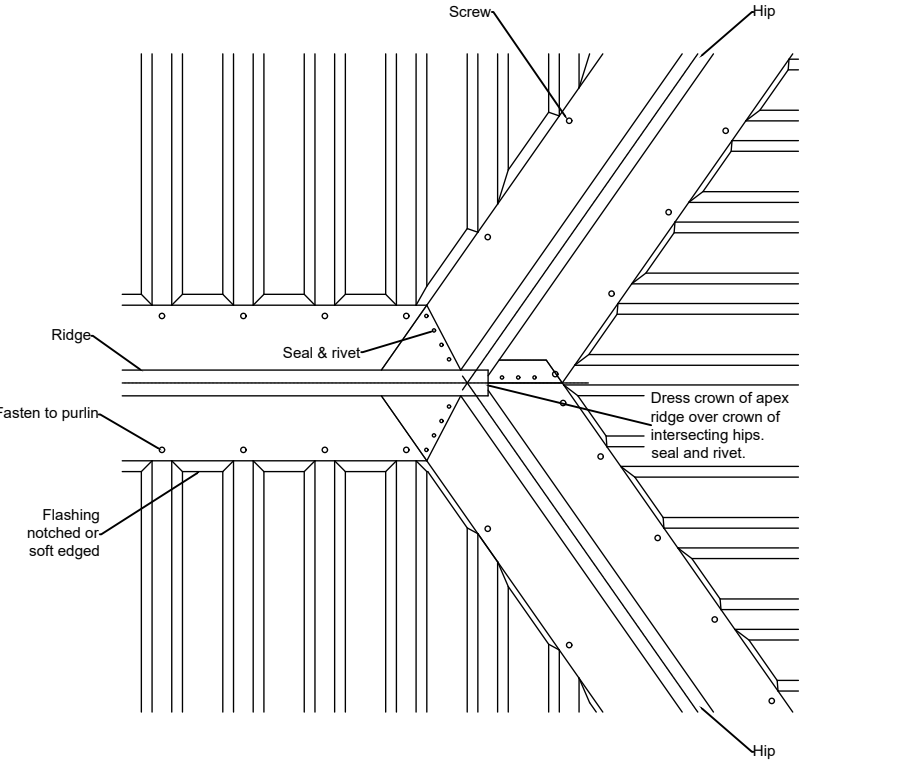 Screw
Hip
Ridge
Seal & rivet
Fasten to purlin
Dress crown of apex
ridge over crown of
intersecting hips.
seal and rivet.
Flashing
notched or
soft edged
Hip